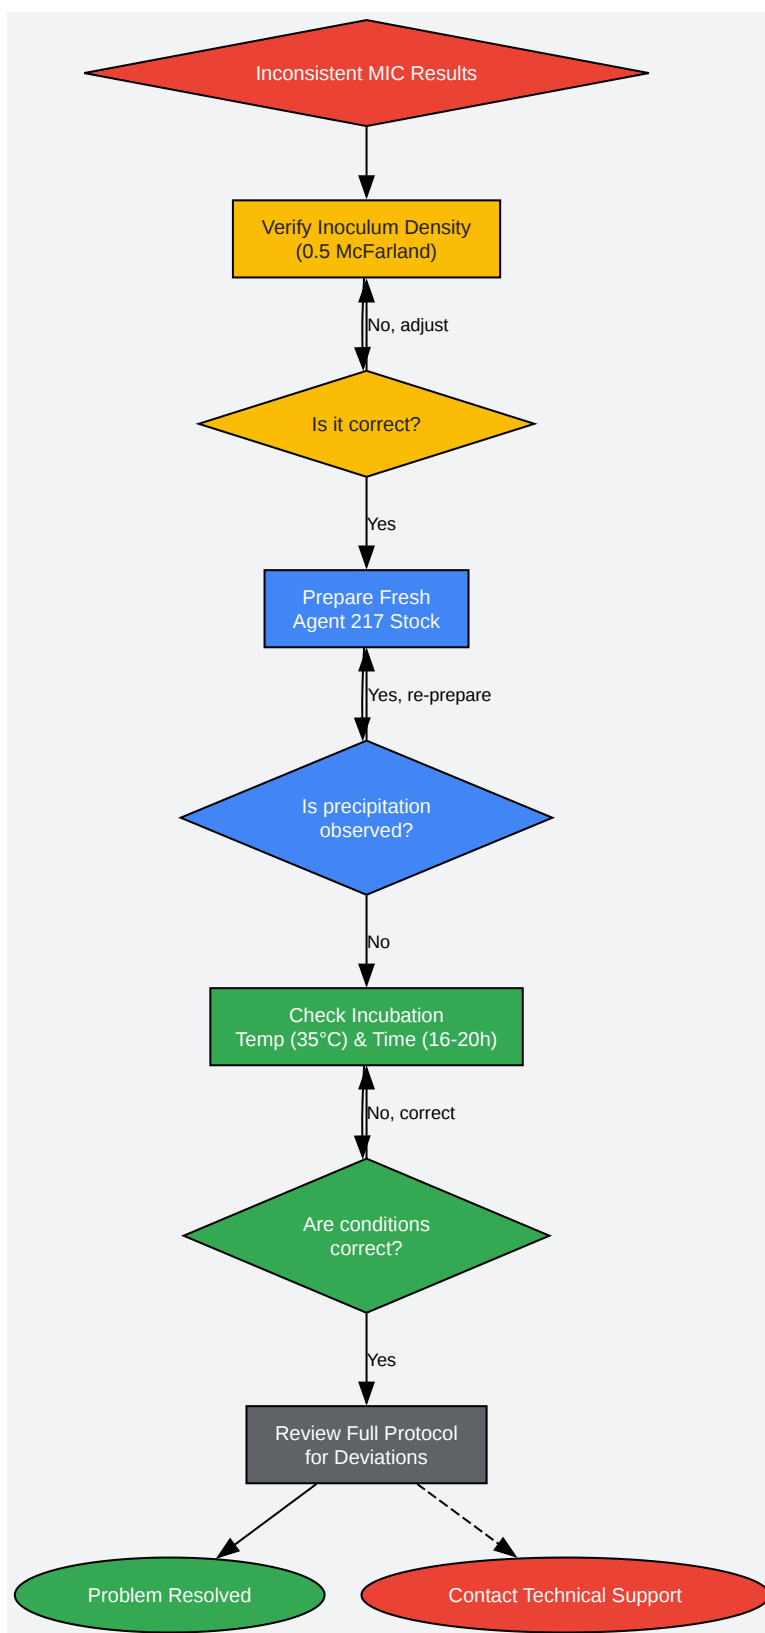 Inconsistent MIC Results
Verify Inoculum Density
(0.5 McFarland)
No, adjust
Is it correct?
Yes
Prepare Fresh
Agent 217 Stock
Yes, re-prepare
Is precipitation
observed?
No
Check Incubation
Temp (35°C) & Time (16-20h)
No, correct
Are conditions
correct?
Yes
Review Full Protocol
for Deviations
Problem Resolved
Contact Technical Support